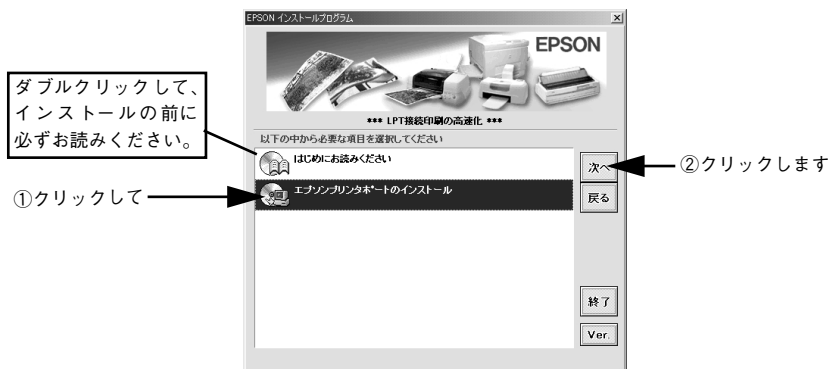 EPSON インストールプログラム
EPSON
*** LPT接続印刷の高速化 ***
以下の中から必要な項目を選択してください
ダブルクリックして、
インストールの前に
必ずお読みください。
はじめにお読みください
次へ
②クリックします
①クリックして
エプソンプリンタポートのインストール
戻る
終了
Ver.